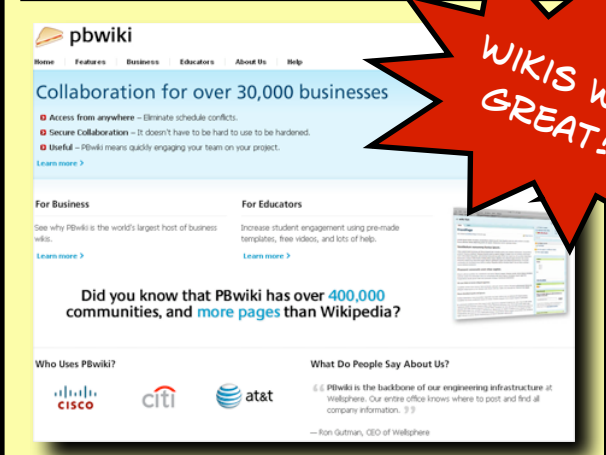 pbwiki
WIKIS
GREAT!
Home Features Business Educators About Us Help
Collaboration for over 30,000 businesses
Access from anywhere – Eliminate schedule conflicts.
Secure Collaboration – It doesn't have to be hard to use to be hardened.
Useful – PBwiki means quickly engaging your team on your project.
Learn more >
For Business
See why PBwiki is the world's largest host of business
wikis.
Learn more >
For Educators
Increase student engagement using pre-made
templates, free videos, and lots of help.
Learn more >
Did you know that PBwiki has over 400,000
communities, and more pages than Wikipedia?
Who Uses PBwiki?
CISCO
citi
at&t
What Do People Say About Us?
“ PBwiki is the backbone of our engineering infrastructure at
Wellsphere. Our entire office knows where to post and find all
company information. ”
— Ron Gutman, CEO of Wellsphere